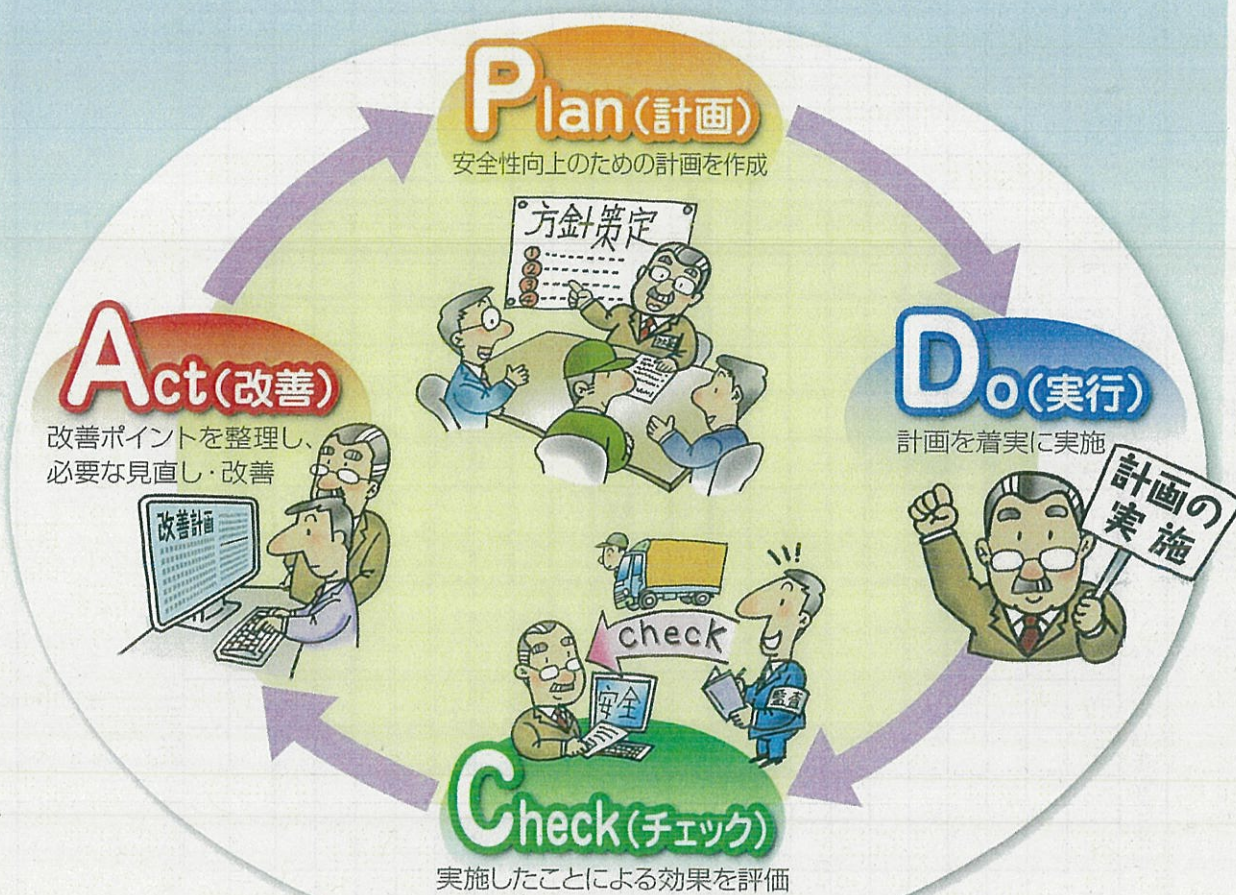 Plan(計画)
安全性向上のための計画を作成
方針策定
①
②
③
④
Do(実行)
計画を着実に実施
計画の
実施
Check(チェック)
実施したことによる効果を評価
check
安全
監査
Act(改善)
改善ポイントを整理し、
必要な見直し・改善
改善計画